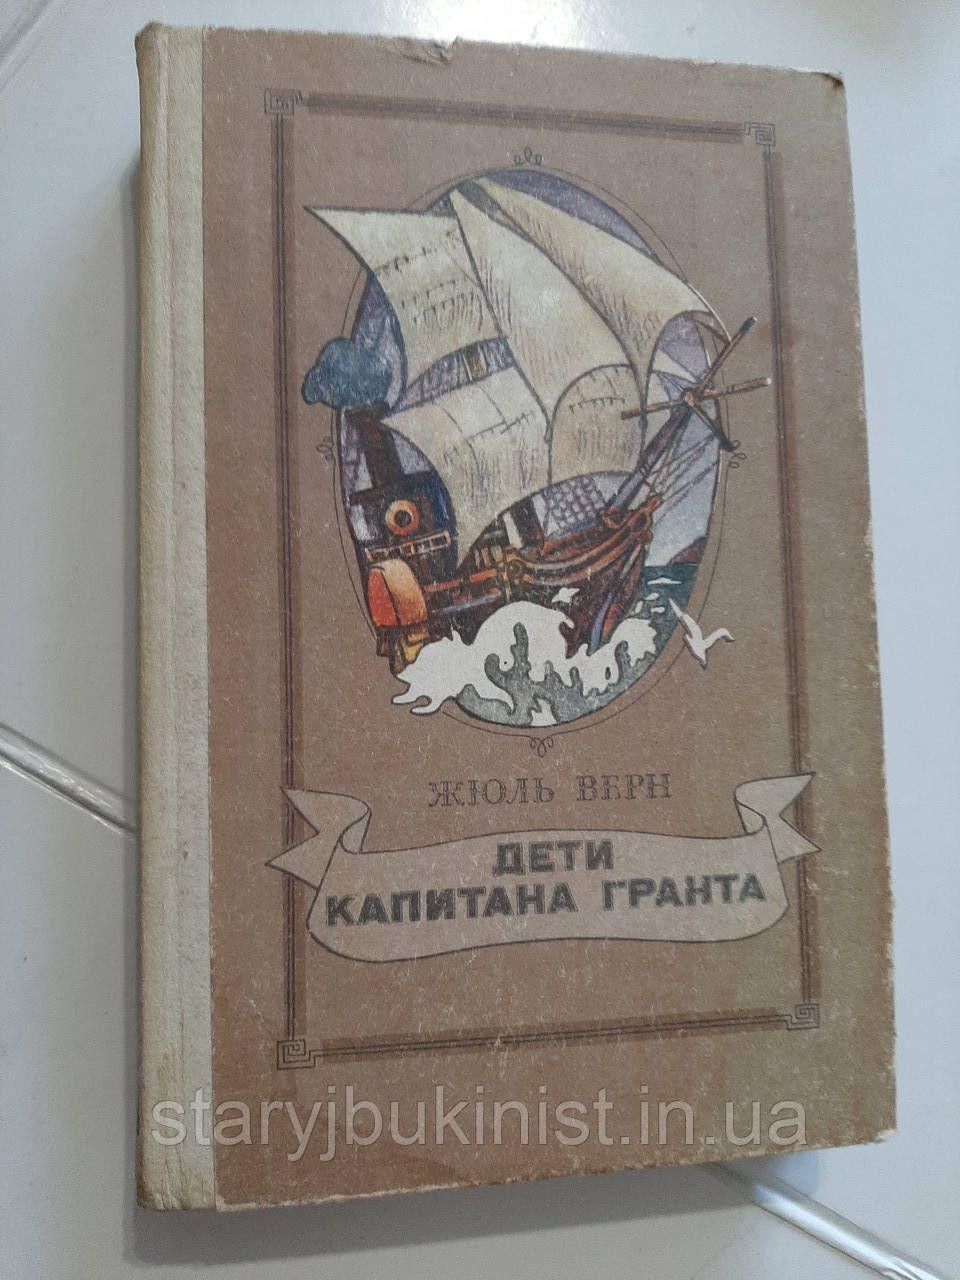 ЖЮЛЬ ВЕРН
ДЕТИ
КАПИТАНА ГРАНТА
staryjbukinist.in.ua